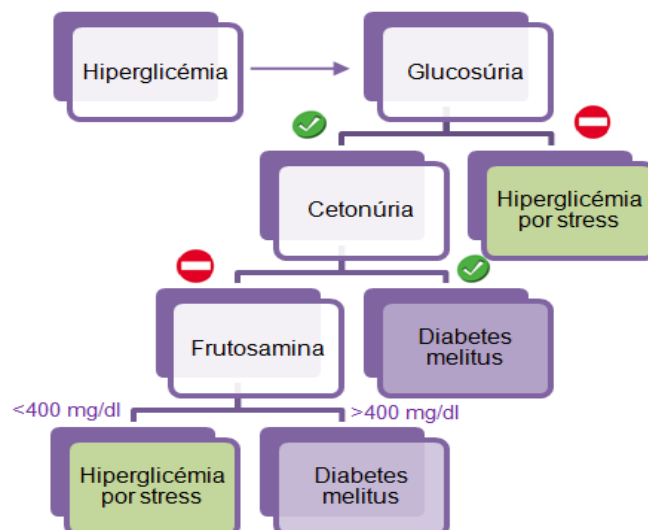 Hiperglicémia
Glucosúria
Cetonúria
Hiperglicémia
por stress
Frutosamina
Diabetes
melitus
<400 mg/dl
>400 mg/dl
Hiperglicémia
por stress
Diabetes
melitus